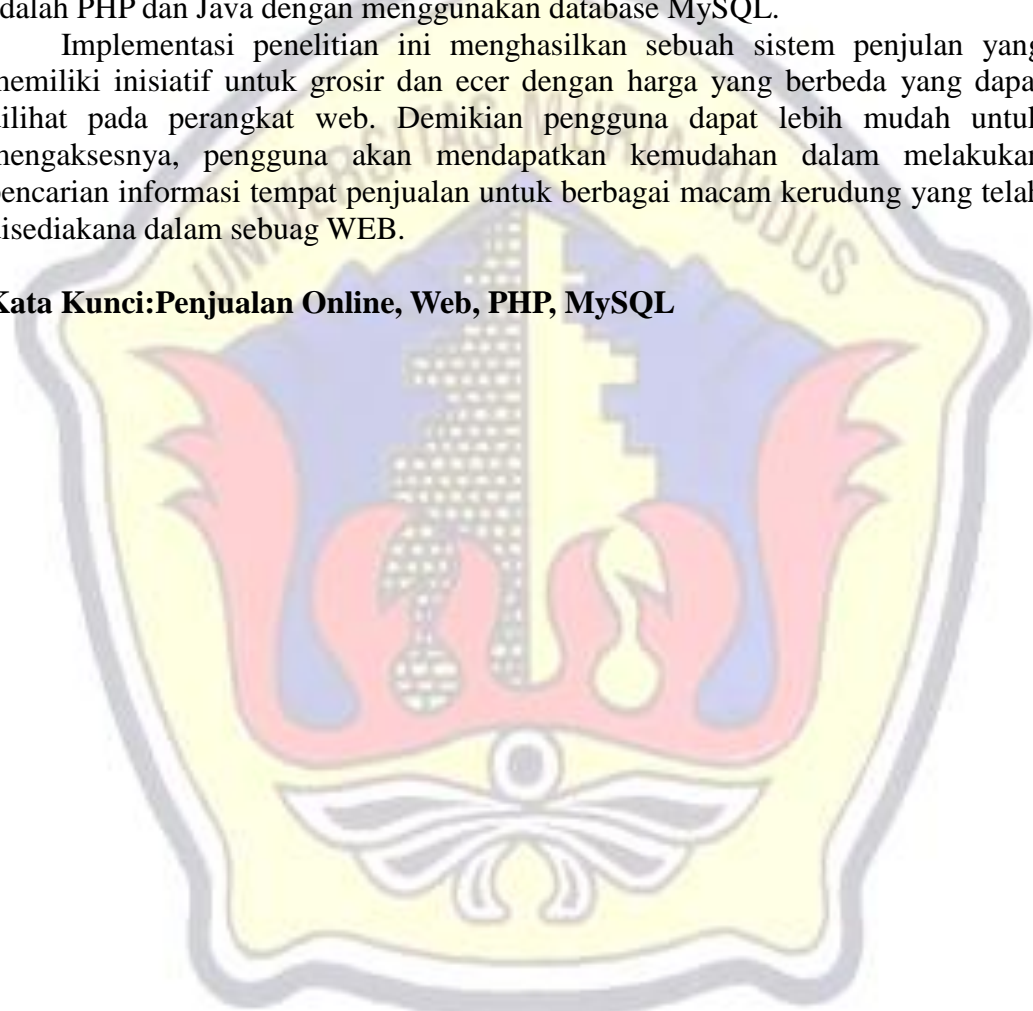 adalah PHP dan Java dengan menggunakan database MySQL.
Implementasi penelitian ini menghasilkan sebuah sistem penjulan yang
memiliki inisiatif untuk grosir dan ecer dengan harga yang berbeda yang dapat
dilihat pada perangkat web. Demikian pengguna dapat lebih mudah untuk
mengaksesnya, pengguna akan mendapatkan kemudahan dalam melakukan
pencarian informasi tempat penjualan untuk berbagai macam kerudung yang telah
disediakana dalam sebuag WEB.
Kata Kunci:Penjualan Online, Web, PHP, MySQL
UNIVERSITAS MURIA KUDUS